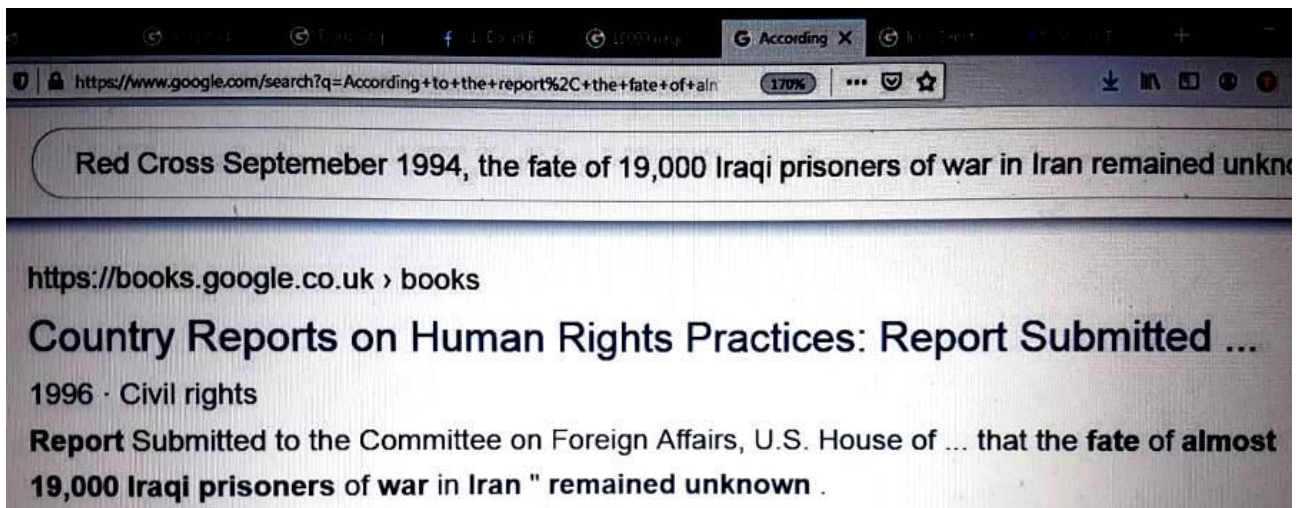 According
https://www.google.com/search?q=According+to+the+report%2C+the+fate+of+aln
170%
Red Cross Septemeber 1994, the fate of 19,000 Iraqi prisoners of war in Iran remained unkno
https://books.google.co.uk › books
Country Reports on Human Rights Practices: Report Submitted ...
1996 · Civil rights
Report Submitted to the Committee on Foreign Affairs, U.S. House of ... that the fate of almost
19,000 Iraqi prisoners of war in Iran " remained unknown .